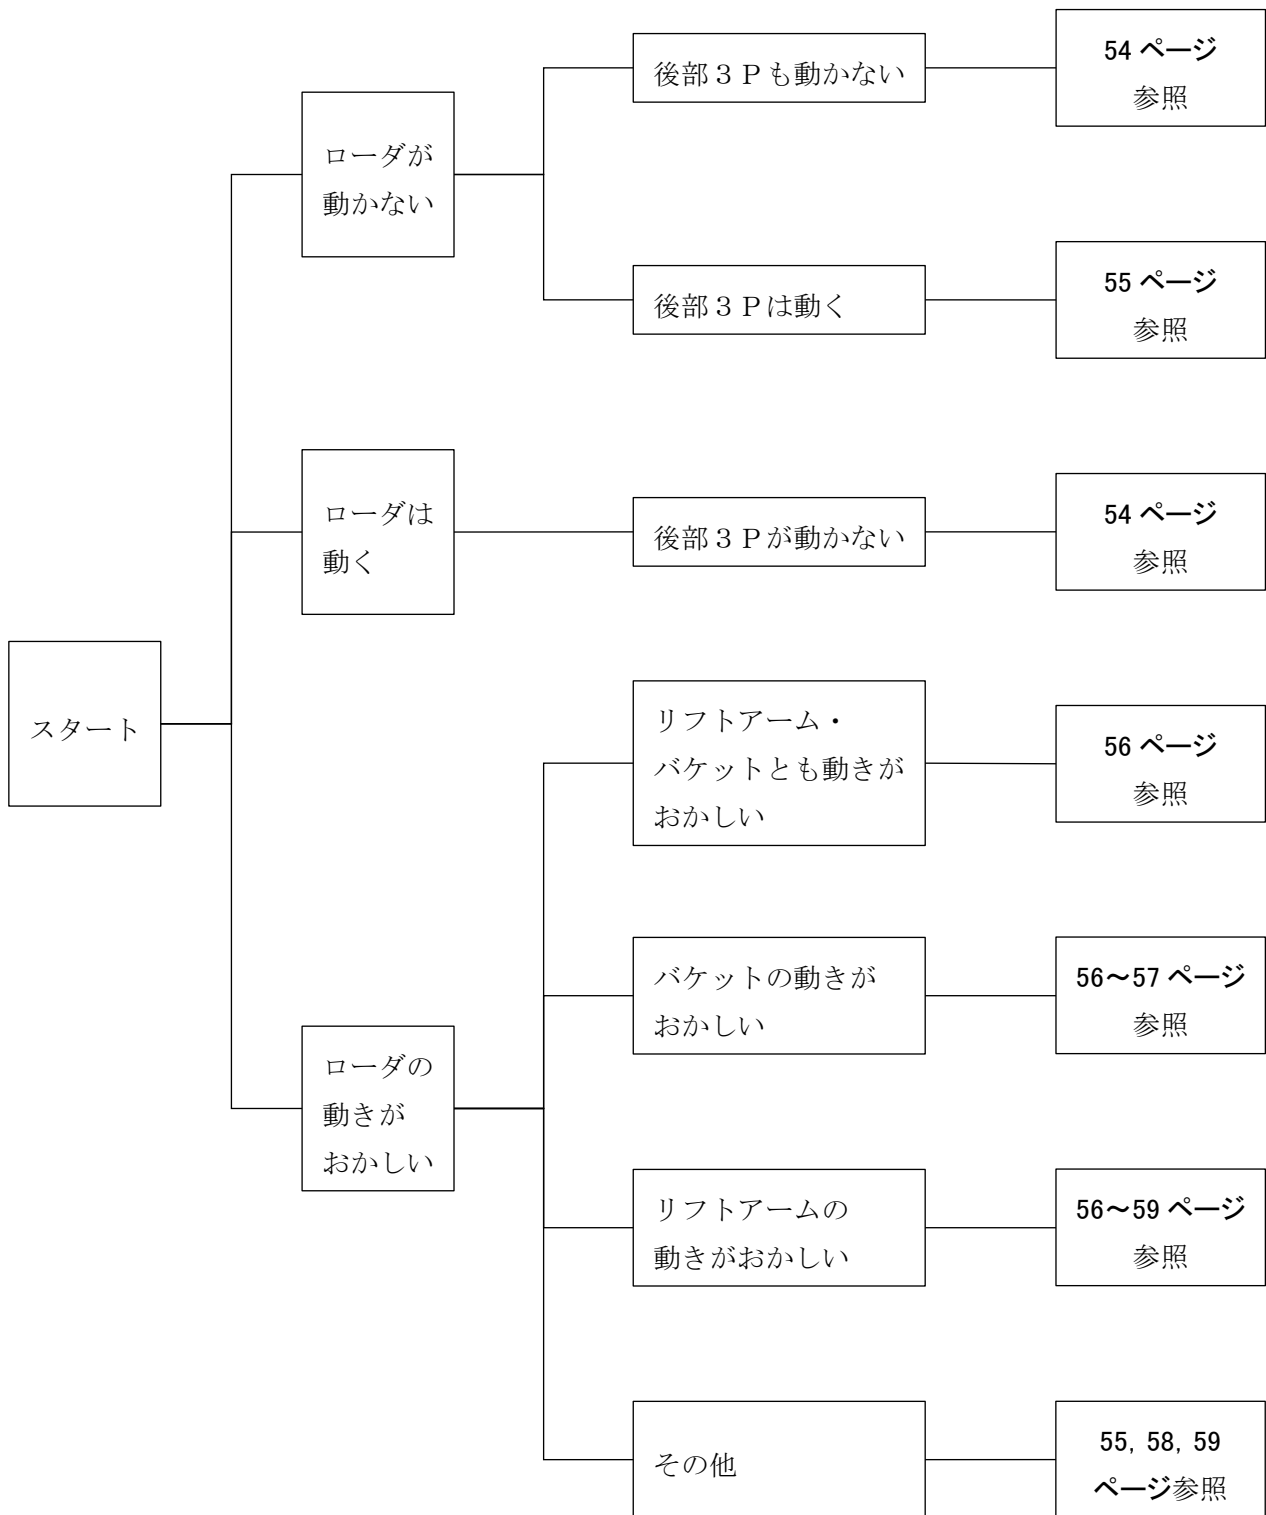 スタート
ローダが
動かない
後部３Ｐも動かない
54 ページ
参照
後部３Ｐは動く
55 ページ
参照
ローダは
動く
後部３Ｐが動かない
54 ページ
参照
ローダの
動きが
おかしい
リフトアーム・
バケットとも動きが
おかしい
56 ページ
参照
バケットの動きが
おかしい
56～57 ページ
参照
リフトアームの
動きがおかしい
56～59 ページ
参照
その他
55, 58, 59
ページ参照